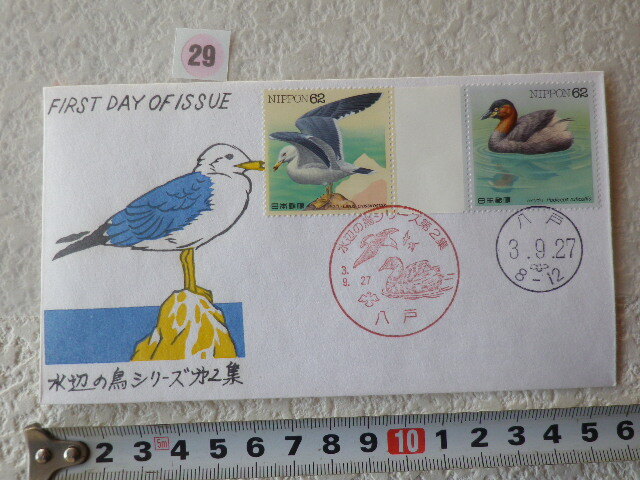 29
FIRST DAY OF ISSUE
NIPPON 62
日本郵便
NIPPON 62
日本郵便
水辺の鳥シリーズ第2集
3.
9. 27
八戸
八戸
3.9.27
8-12
水辺の鳥シリーズ第2集
5m
2 3 4 5 6 7 8 9 10 1 2 3 4 5 6